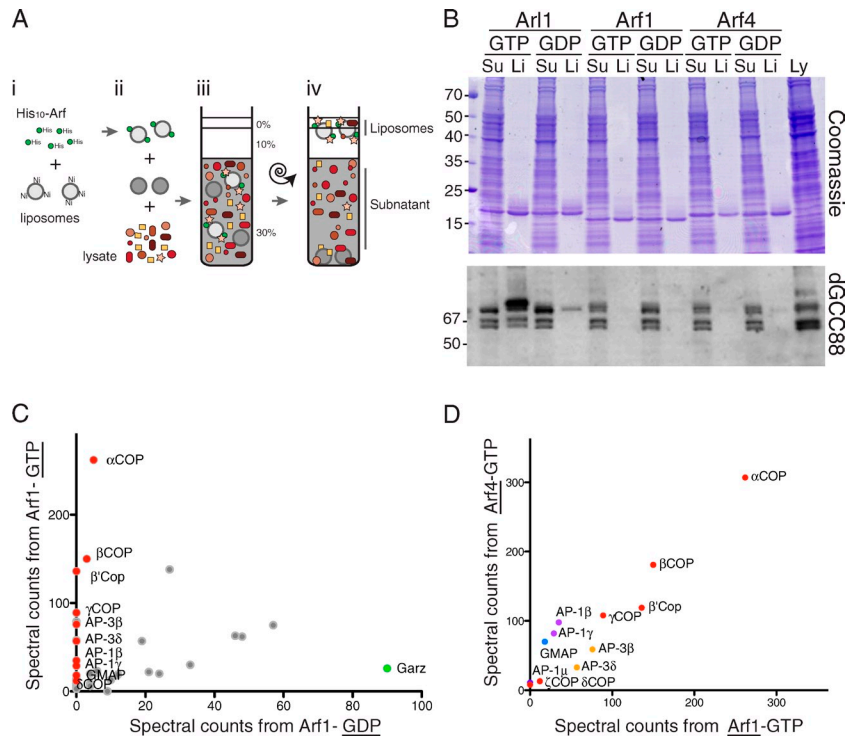 A
i ii iii iv
His10-Arf
His His His
His His
+
Ni Ni
Ni Ni Ni
liposomes
+
+
lysate
0%
10%
30%
Liposomes
Subnatant
B
Arl1 Arf1 Arf4
GTP GDP GTP GDP GTP GDP
Su Li Su Li Su Li Su Li Su Li Su Li Ly
70
50
40
35
25
15
Coomassie
67
50
dGCC88
C
Spectral counts from Arf1- GTP
200
100
0
0 20 40 60 80 100
Spectral counts from Arf1- GDP
αCOP
βCOP
β'Cop
γCOP
AP-3β
AP-3δ
AP-1β
AP-1γ
GMAP
δCOP
Garz
D
Spectral counts from Arf4-GTP
300
200
100
0
0 100 200 300
Spectral counts from Arf1-GTP
αCOP
βCOP
β'Cop
γCOP
AP-1β
AP-1γ
GMAP
AP-3β
AP-3δ
AP-1μ
ζCOP δCOP